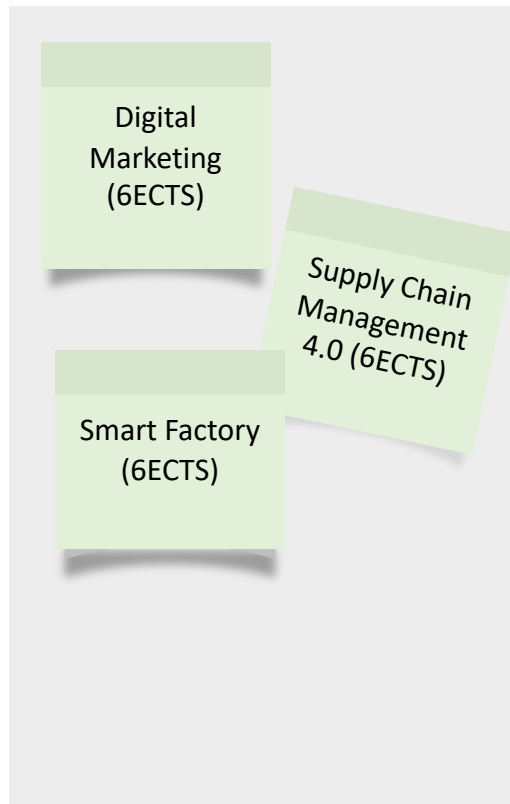 Digital
Marketing
(6ECTS)
Supply Chain
Management
4.0 (6ECTS)
Smart Factory
(6ECTS)